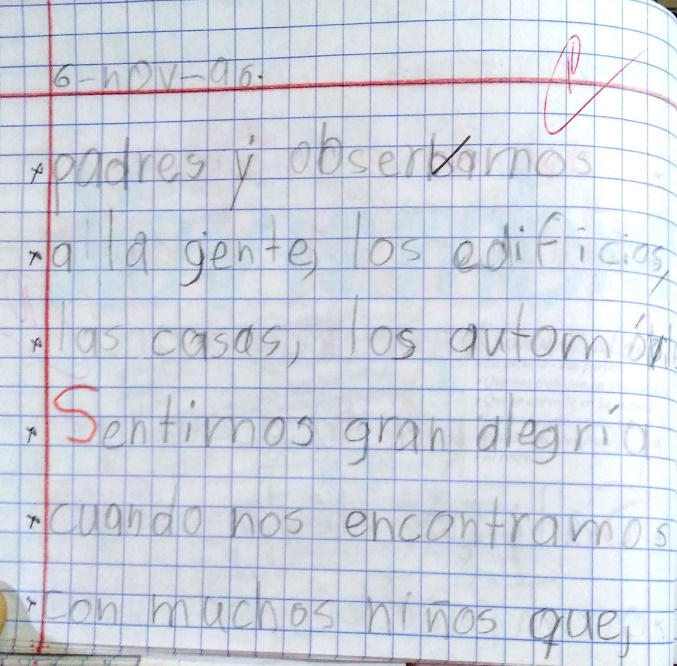 6-nov-96.
padres y obserbamos
a la gente, los edificios,
las casas, los automóv
Sentimos gran alegría
cuando nos encontramos
con muchos niños que,